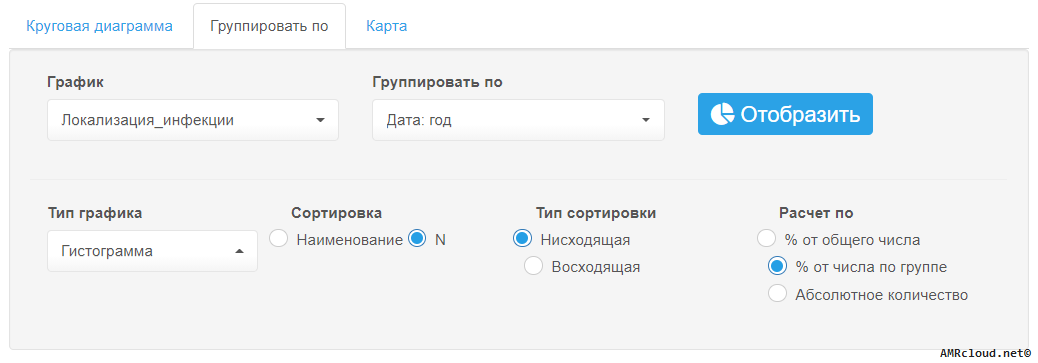 Круговая диаграмма Группировать по Карта
График Группировать по
Локализация_инфекции Дата: год Отобразить
Тип графика Сортировка Тип сортировки Расчет по
Гистограмма Наименование N Нисходящая % от общего числа
Восходящая % от числа по группе
Абсолютное количество
AMRcloud.net©